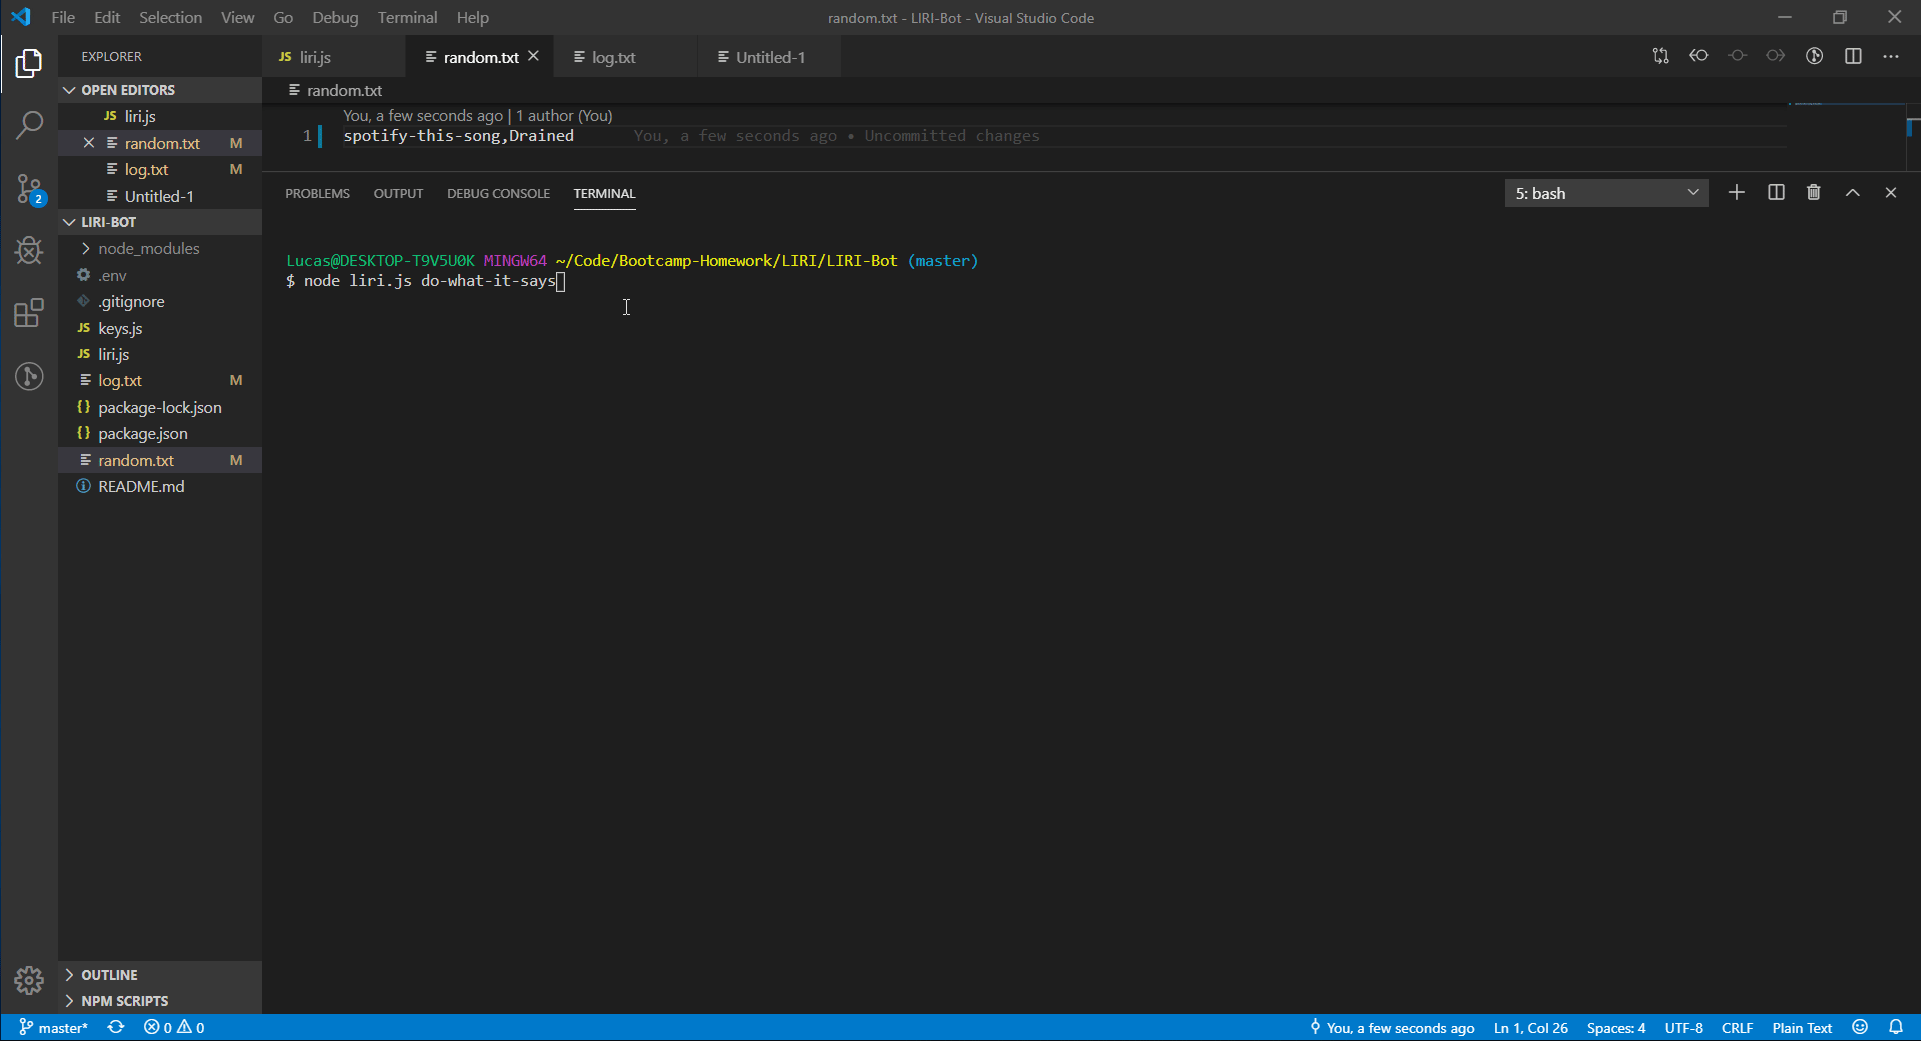 File Edit Selection View Go Debug Terminal Help
random.txt - LIRI-Bot - Visual Studio Code
EXPLORER
JS liri.js
random.txt
log.txt
Untitled-1
OPEN EDITORS
JS liri.js
random.txt M
log.txt M
Untitled-1
LIRI-BOT
node_modules
.env
.gitignore
JS keys.js
JS liri.js
log.txt M
{} package-lock.json
{} package.json
random.txt M
README.md
OUTLINE
NPM SCRIPTS
2
random.txt
You, a few seconds ago | 1 author (You)
1 spotify-this-song,Drained You, a few seconds ago • Uncommitted changes
PROBLEMS OUTPUT DEBUG CONSOLE TERMINAL
5: bash
Lucas@DESKTOP-T9V5U0K MINGW64 ~/Code/Bootcamp-Homework/LIRI/LIRI-Bot (master)
$ node liri.js do-what-it-says
master* 0 0
You, a few seconds ago Ln 1, Col 26 Spaces: 4 UTF-8 CRLF Plain Text